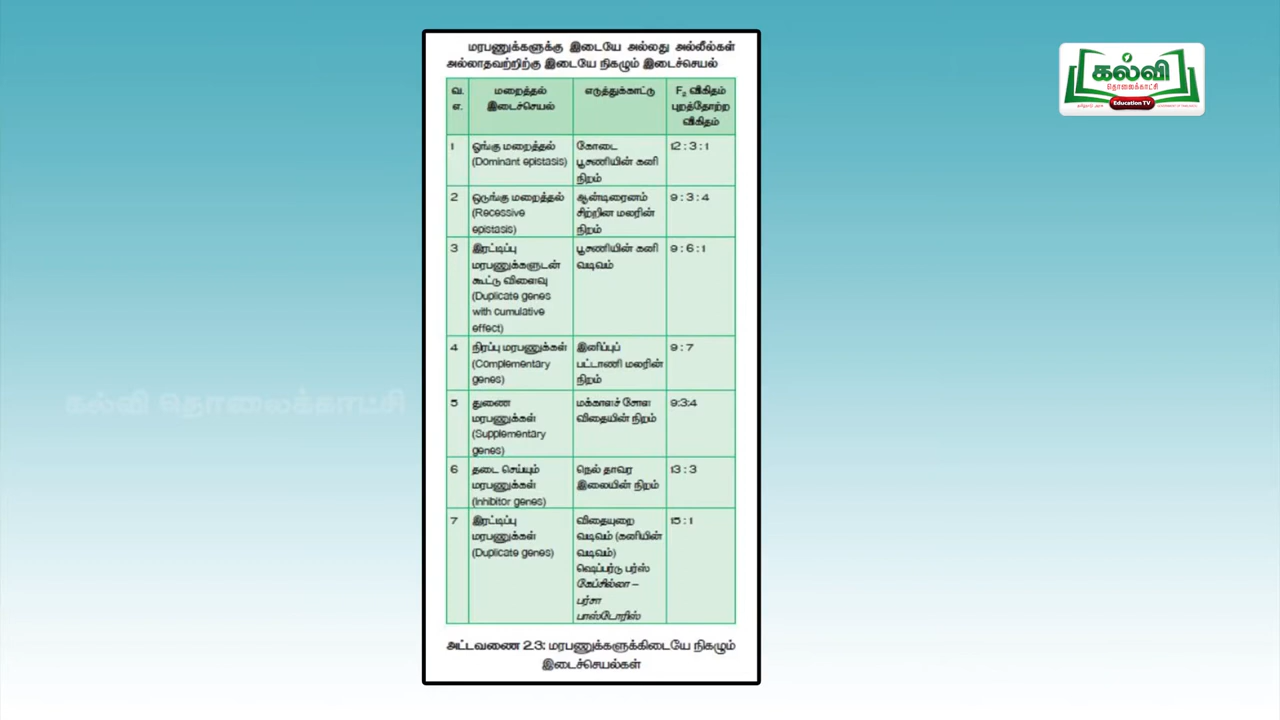 மரபணுக்களுக்கு இடையே அல்லது அல்லீல்கள்
அல்லாதவற்றிற்கு இடையே நிகழும் இடைச்செயல்
வ.
எ.
மறைத்தல்
இடைச்செயல்
எடுத்துக்காட்டு
F₂ விகிதம்
புறத்தோற்ற
விகிதம்
1
ஓங்கு மறைத்தல்
(Dominant epistasis)
கோடை
பூசுணியின் கனி
நிறம்
12 : 3 : 1
2
ஒடுங்கு மறைத்தல்
(Recessive
epistasis)
ஆன்டிரைனம்
சிற்றின மலரின்
நிறம்
9 : 3 : 4
3
இரட்டிப்பு
மரபணுக்களுடன்
கூட்டு விளைவு
(Duplicate genes
with cumulative
effect)
பூசுணியின் கனி
வடிவம்
9 : 6 : 1
4
நிரப்பு மரபணுக்கள்
(Complementary
genes)
இனிப்புப்
பட்டாணி மலரின்
நிறம்
9 : 7
5
துணை
மரபணுக்கள்
(Supplementary
genes)
மக்காளச் சோள
விதையின் நிறம்
9:3:4
6
தடை செய்யும்
மரபணுக்கள்
(Inhibitor genes)
நெல் தாவர
இலையின் நிறம்
13 : 3
7
இரட்டிப்பு
மரபணுக்கள்
(Duplicate genes)
விதையுறை
வடிவம் (கனியின்
வடிவம்)
ஷெப்பர்டு பர்ஸ்
கேப்சில்லா –
பர்சா
பாஸ்டோரிஸ்
15 : 1
அட்டவணை 2.3: மரபணுக்களுக்கிடையே நிகழும்
இடைச்செயல்கள்
கல்வி
தொலைக்காட்சி
Education TV
கல்வி தொலைக்காட்சி